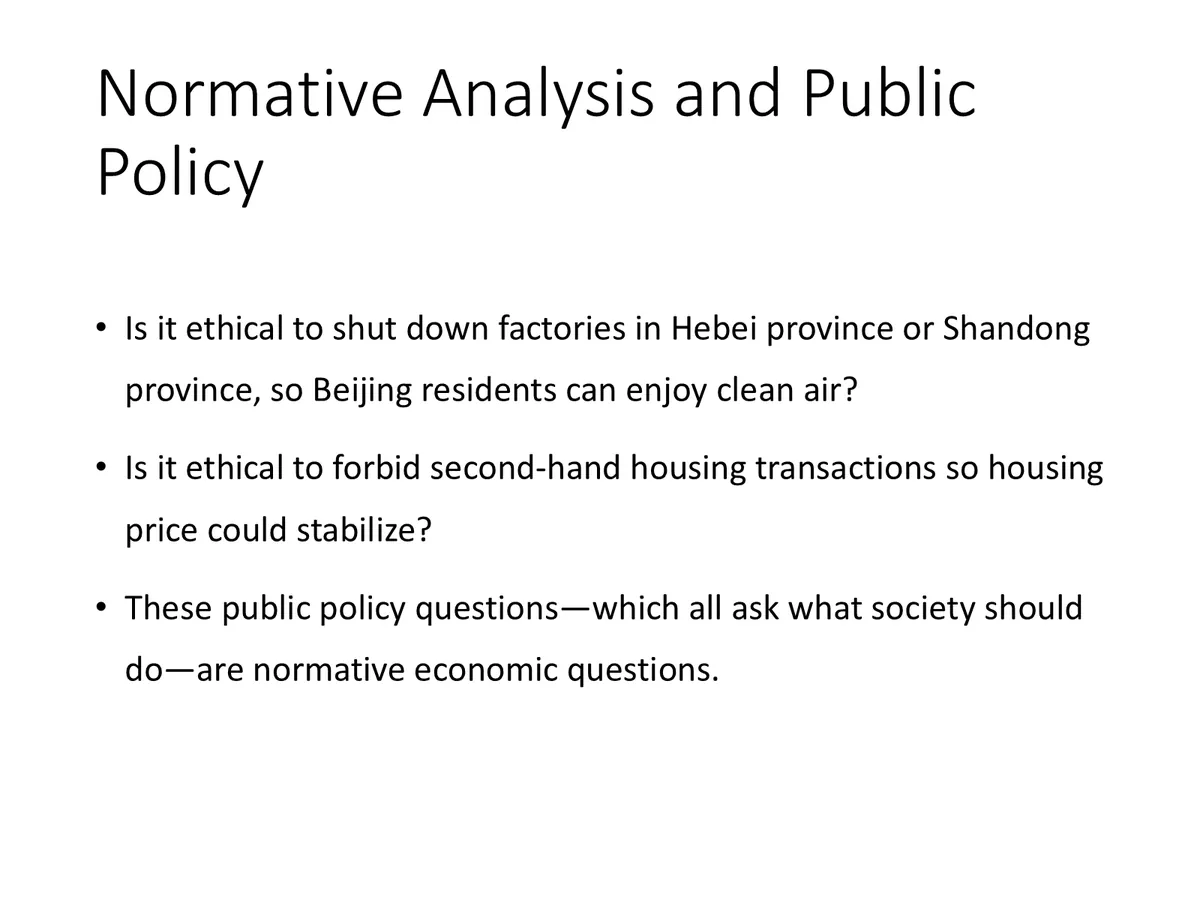 Normative Analysis and Public
Policy
• Is it ethical to shut down factories in Hebei province or Shandong
province, so Beijing residents can enjoy clean air?
• Is it ethical to forbid second-hand housing transactions so housing
price could stabilize?
• These public policy questions—which all ask what society should
do—are normative economic questions.